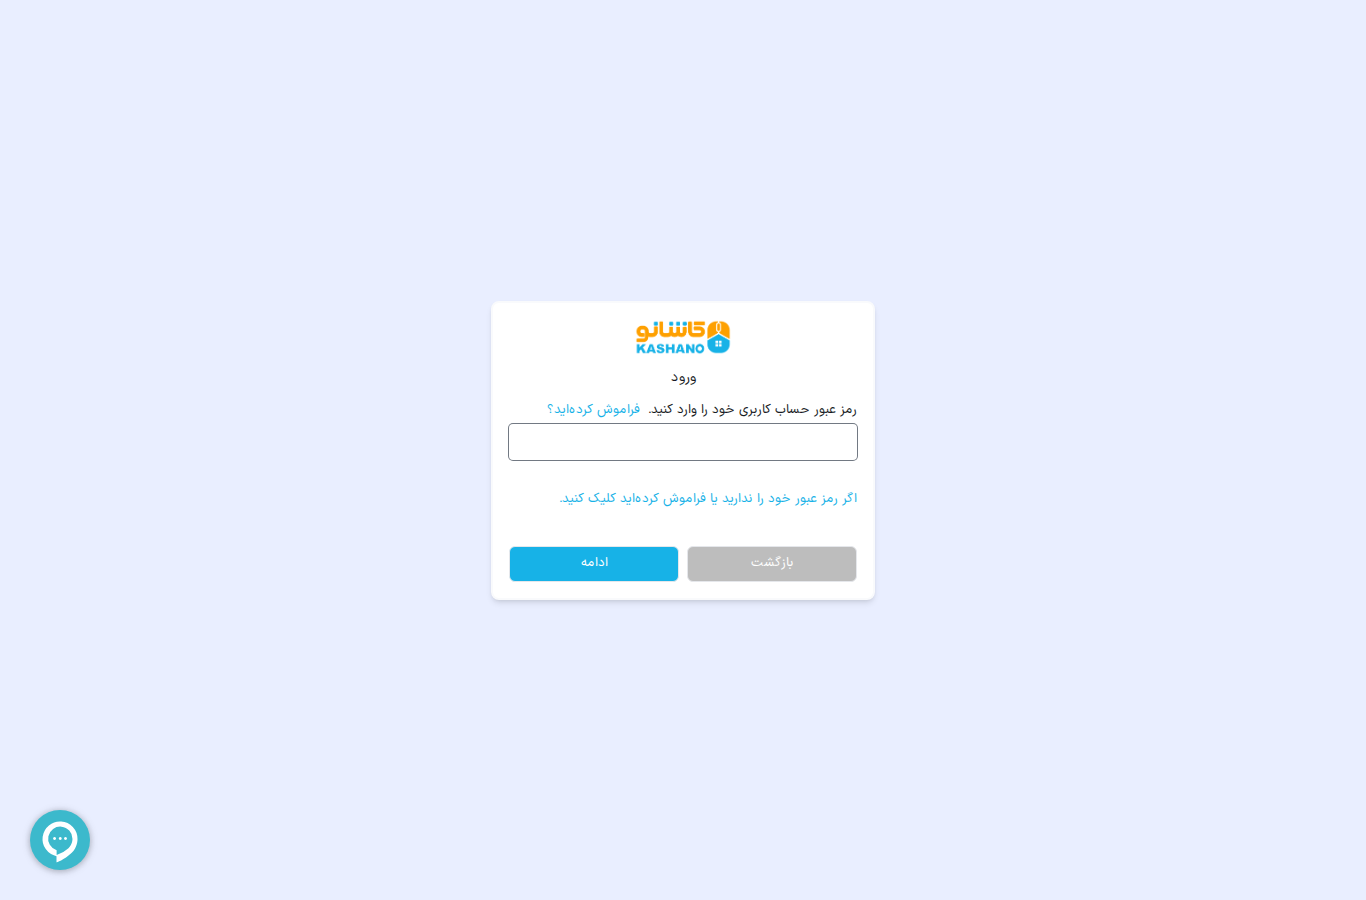 کاشانو
KASHANO
ورود
رمز عبور حساب کاربری خود را وارد کنید. فراموش کرده‌اید؟
اگر رمز عبور خود را ندارید یا فراموش کرده‌اید کلیک کنید.
بازگشت
ادامه